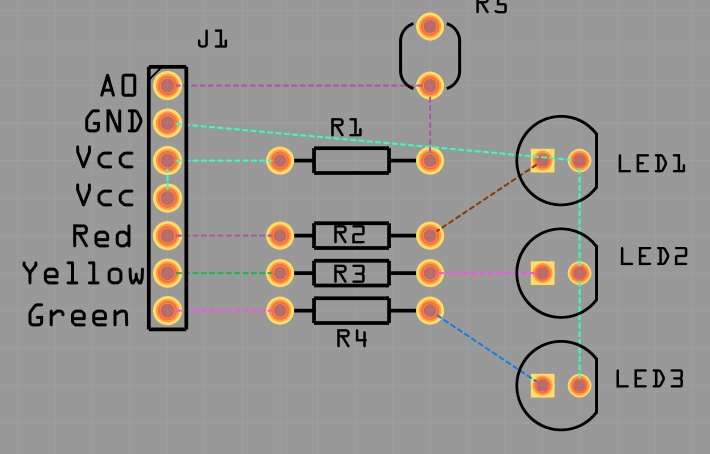 R5
J1
A0
GND
R1
Vcc
LED1
Vcc
Red
R2
LED2
Yellow
R3
Green
R4
LED3